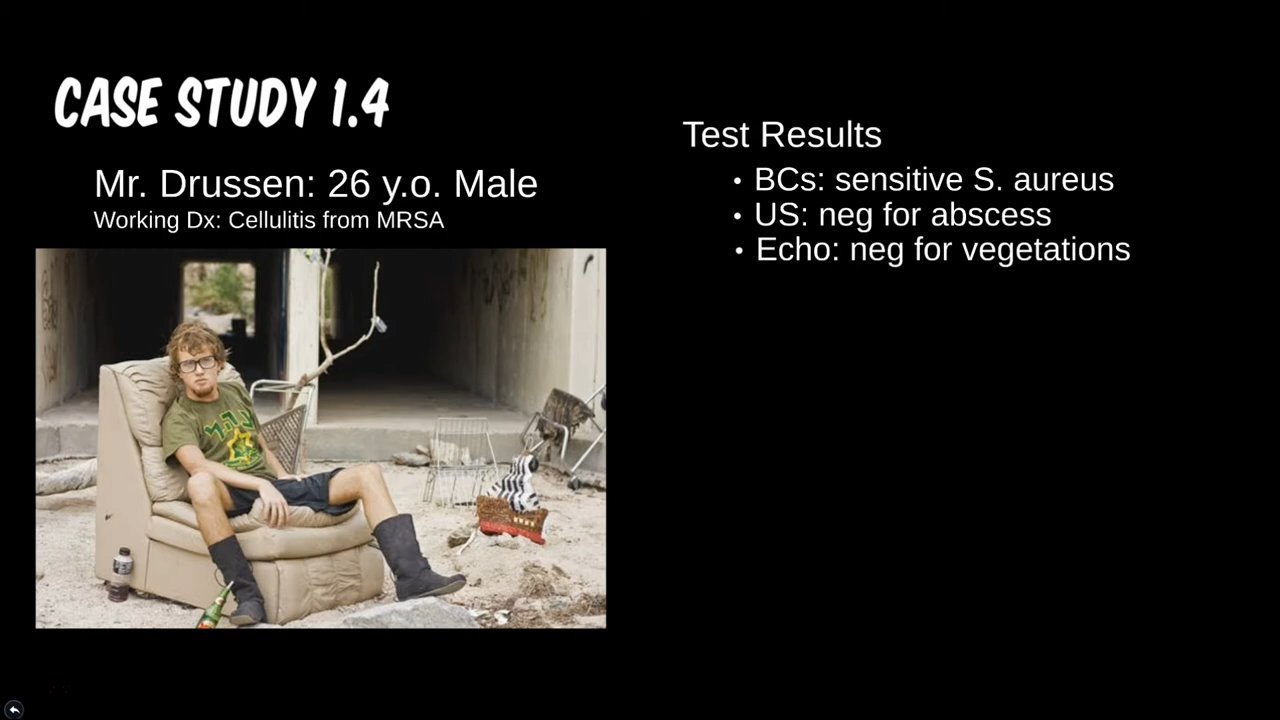 CASE STUDY 1.4
Mr. Drussen: 26 y.o. Male
Working Dx: Cellulitis from MRSA
Test Results
• BCs: sensitive S. aureus
• US: neg for abscess
• Echo: neg for vegetations